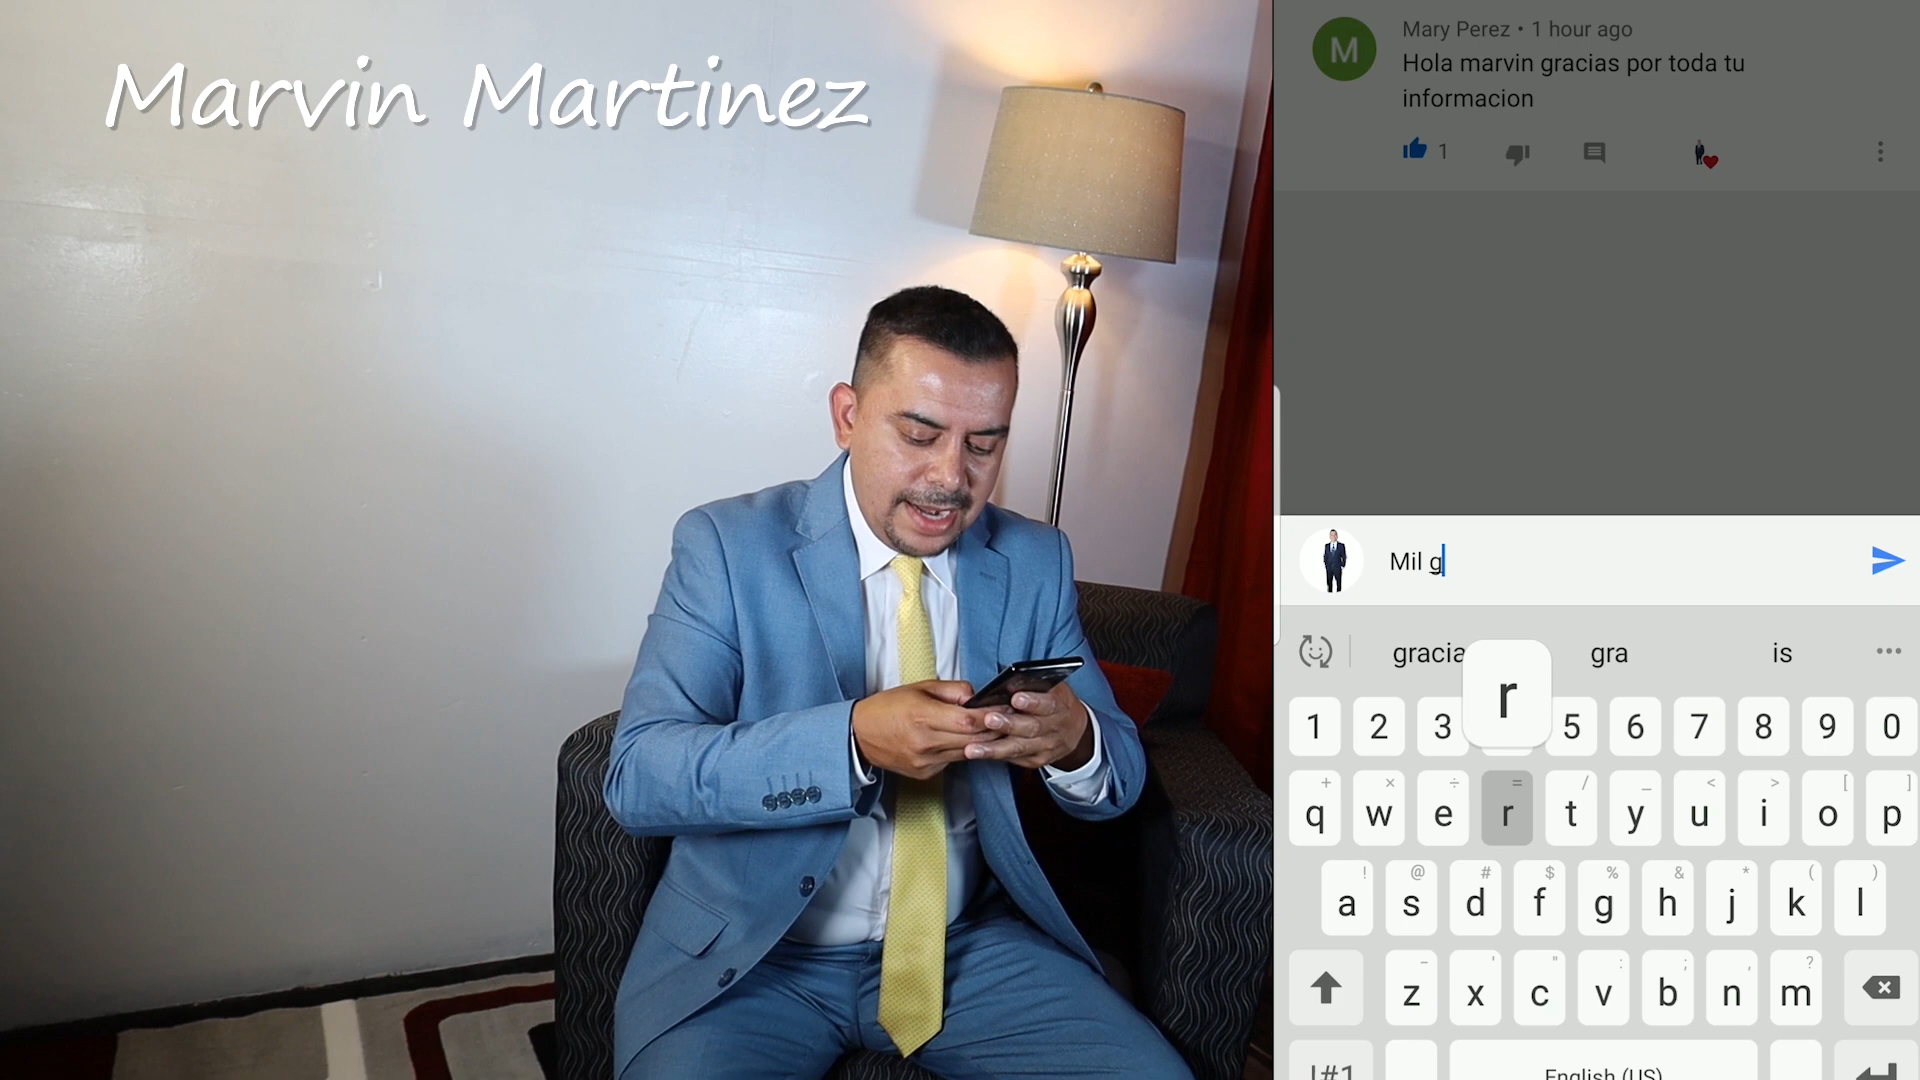 Marvin Martinez
Mary Perez • 1 hour ago
Hola marvin gracias por toda tu
informacion
M
1
Mil g
gra
is
r
1 2 3 5 6 7 8 9 0
+ × ÷ = / _ < > [ ]
q w e r t y u i o p
! @ # $ % & * ( )
a s d f g h j k l
- ' " : ; , ?
z x c v b n m
!#1
English (US)